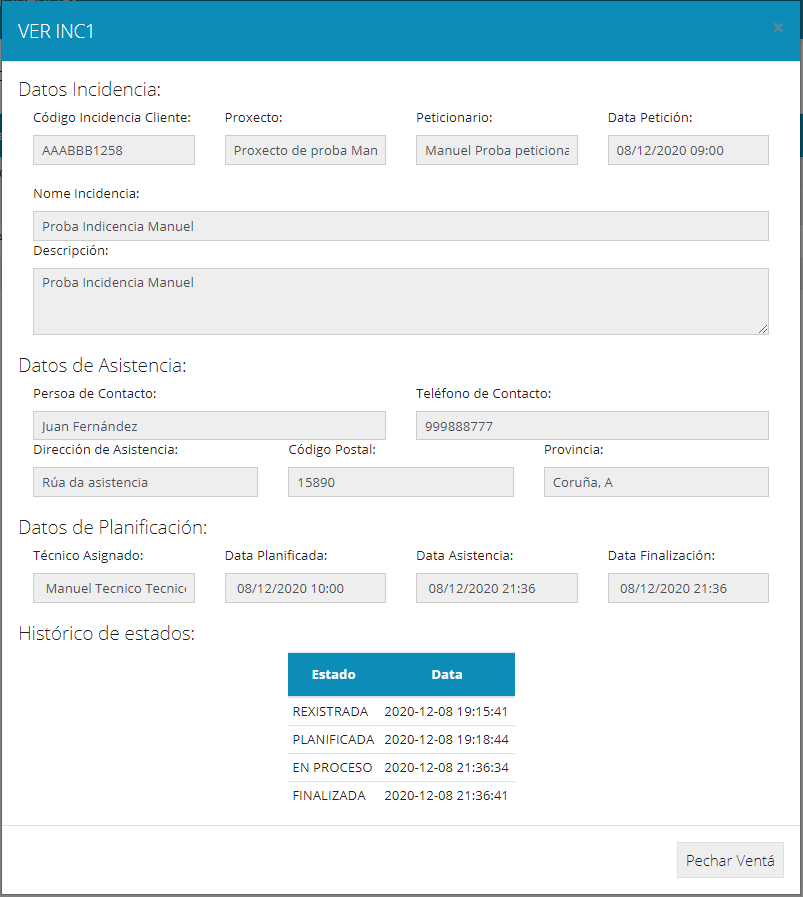 VER INC1
×
Datos Incidencia:
Código Incidencia Cliente: Proxecto: Peticionario: Data Petición:
AAABBB1258 Proxecto de proba Man Manuel Proba peticiona 08/12/2020 09:00
Nome Incidencia:
Proba Indicencia Manuel
Descripción:
Proba Incidencia Manuel
Datos de Asistencia:
Persoa de Contacto: Teléfono de Contacto:
Juan Fernández 999888777
Dirección de Asistencia: Código Postal: Provincia:
Rúa da asistencia 15890 Coruña, A
Datos de Planificación:
Técnico Asignado: Data Planificada: Data Asistencia: Data Finalización:
Manuel Tecnico Tecnico 08/12/2020 10:00 08/12/2020 21:36 08/12/2020 21:36
Histórico de estados:
Estado Data
REXISTRADA 2020-12-08 19:15:41
PLANIFICADA 2020-12-08 19:18:44
EN PROCESO 2020-12-08 21:36:34
FINALIZADA 2020-12-08 21:36:41
Pechar Ventá